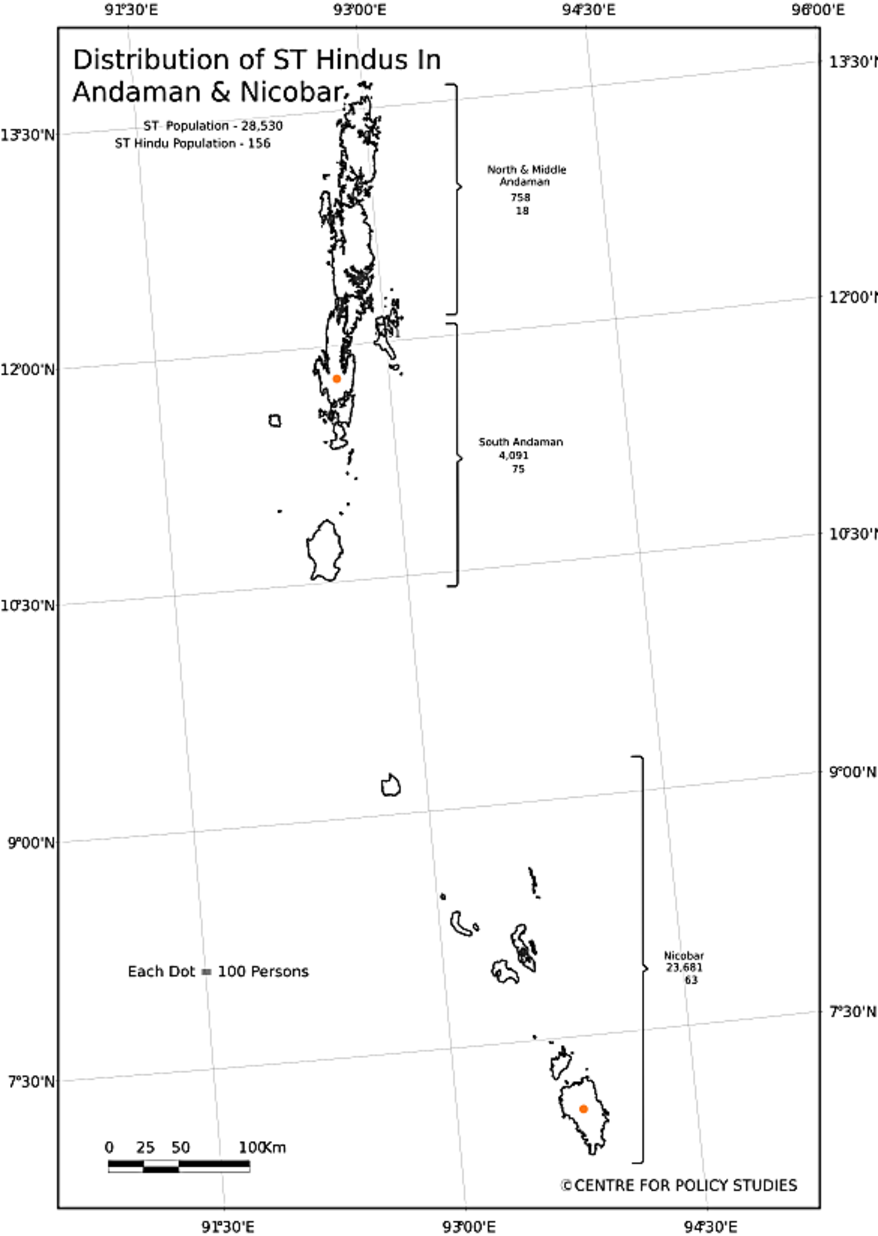 91°30'E 93°00'E 94°30'E 96°00'E
Distribution of ST Hindus In
Andaman & Nicobar
ST Population - 28,530
ST Hindu Population - 156
13°30'N
13°30'N
North & Middle
Andaman
758
18
12°00'N
12°00'N
South Andaman
4,091
75
10°30'N
10°30'N
9°00'N
9°00'N
Nicobar
23,681
63
Each Dot = 100 Persons
7°30'N
7°30'N
0 25 50 100Km
©CENTRE FOR POLICY STUDIES
91°30'E 93°00'E 94°30'E